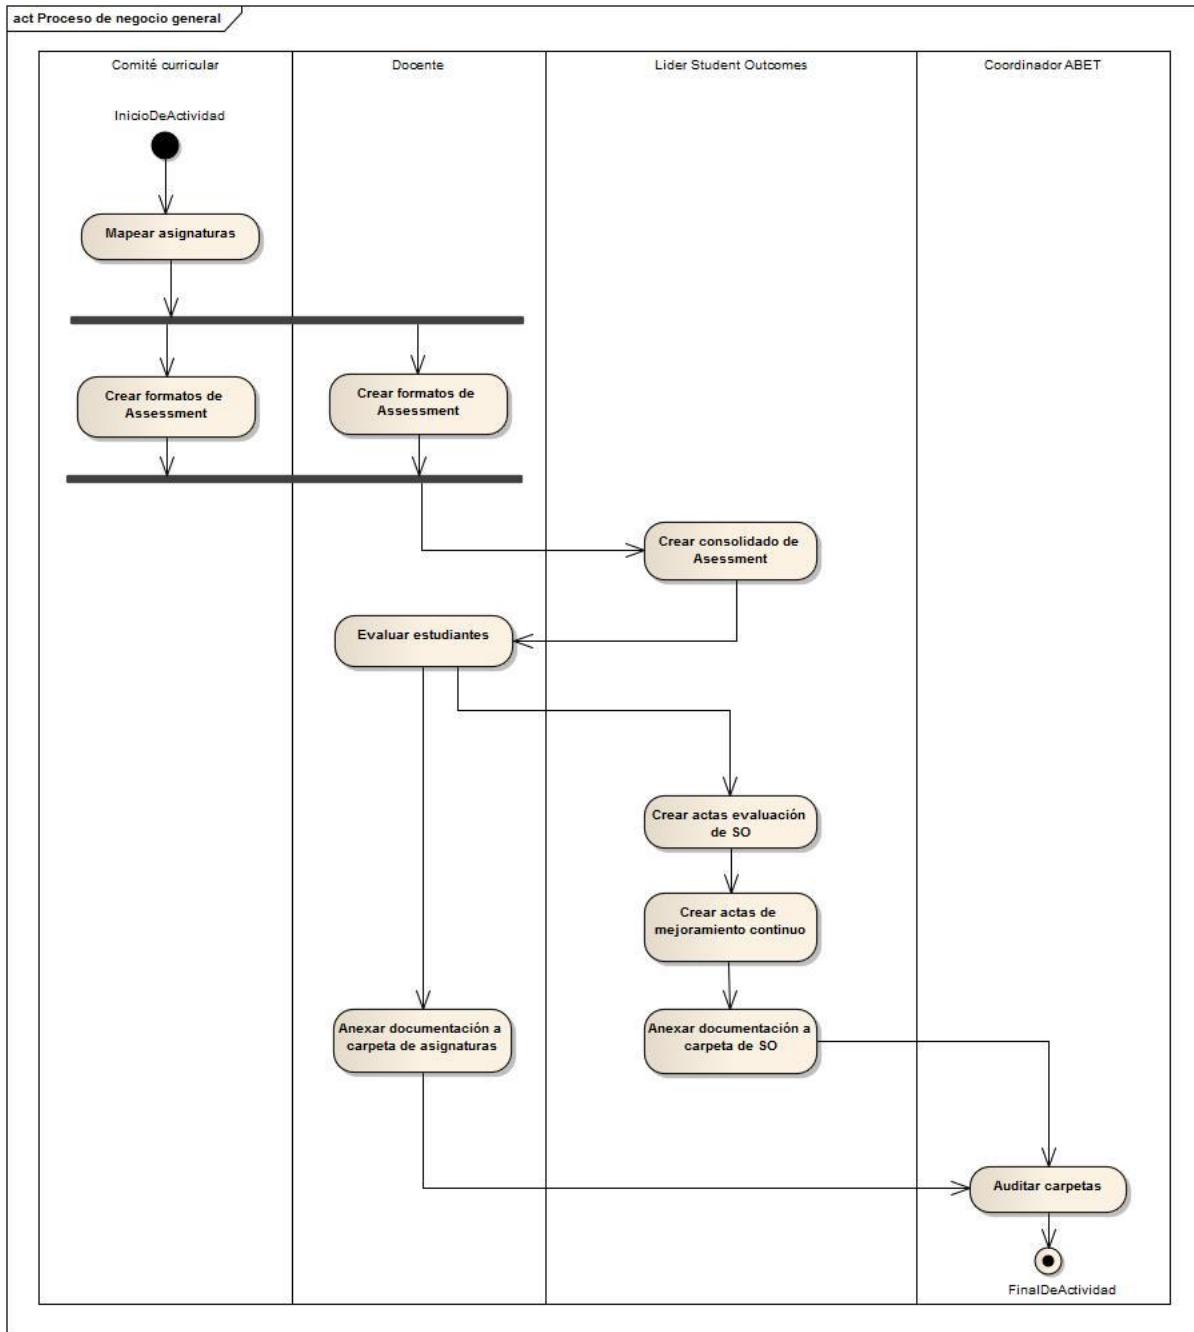 act Proceso de negocio general
Comité curricular
Docente
Lider Student Outcomes
Coordinador ABET
InicioDeActividad
Mapear asignaturas
Crear formatos de
Assessment
Crear formatos de
Assessment
Crear consolidado de
Asessment
Evaluar estudiantes
Crear actas evaluación
de SO
Crear actas de
mejoramiento continuo
Anexar documentación a
carpeta de asignaturas
Anexar documentación a
carpeta de SO
Auditar carpetas
FinalDeActividad